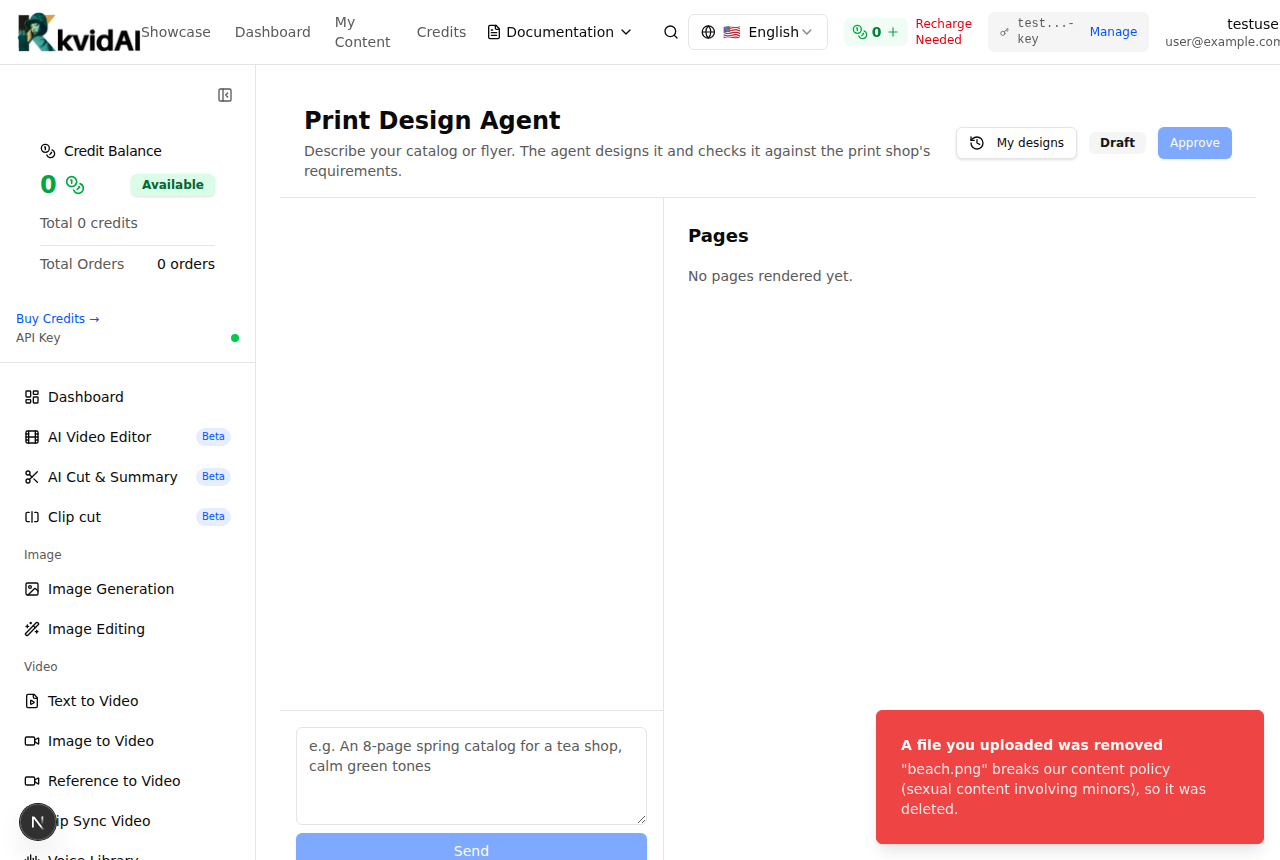 kvidAI
Showcase
Dashboard
My Content
Credits
Documentation
English
0 +
Recharge Needed
test...-key
Manage
testuse
user@example.com
Credit Balance
0
Available
Total 0 credits
Total Orders 0 orders
Buy Credits →
API Key
Dashboard
AI Video Editor Beta
AI Cut & Summary Beta
Clip cut Beta
Image
Image Generation
Image Editing
Video
Text to Video
Image to Video
Reference to Video
N
ip Sync Video
Voice Library
Print Design Agent
Describe your catalog or flyer. The agent designs it and checks it against the print shop's
requirements.
My designs
Draft
Approve
Pages
No pages rendered yet.
e.g. An 8-page spring catalog for a tea shop,
calm green tones
Send
A file you uploaded was removed
"beach.png" breaks our content policy
(sexual content involving minors), so it was
deleted.